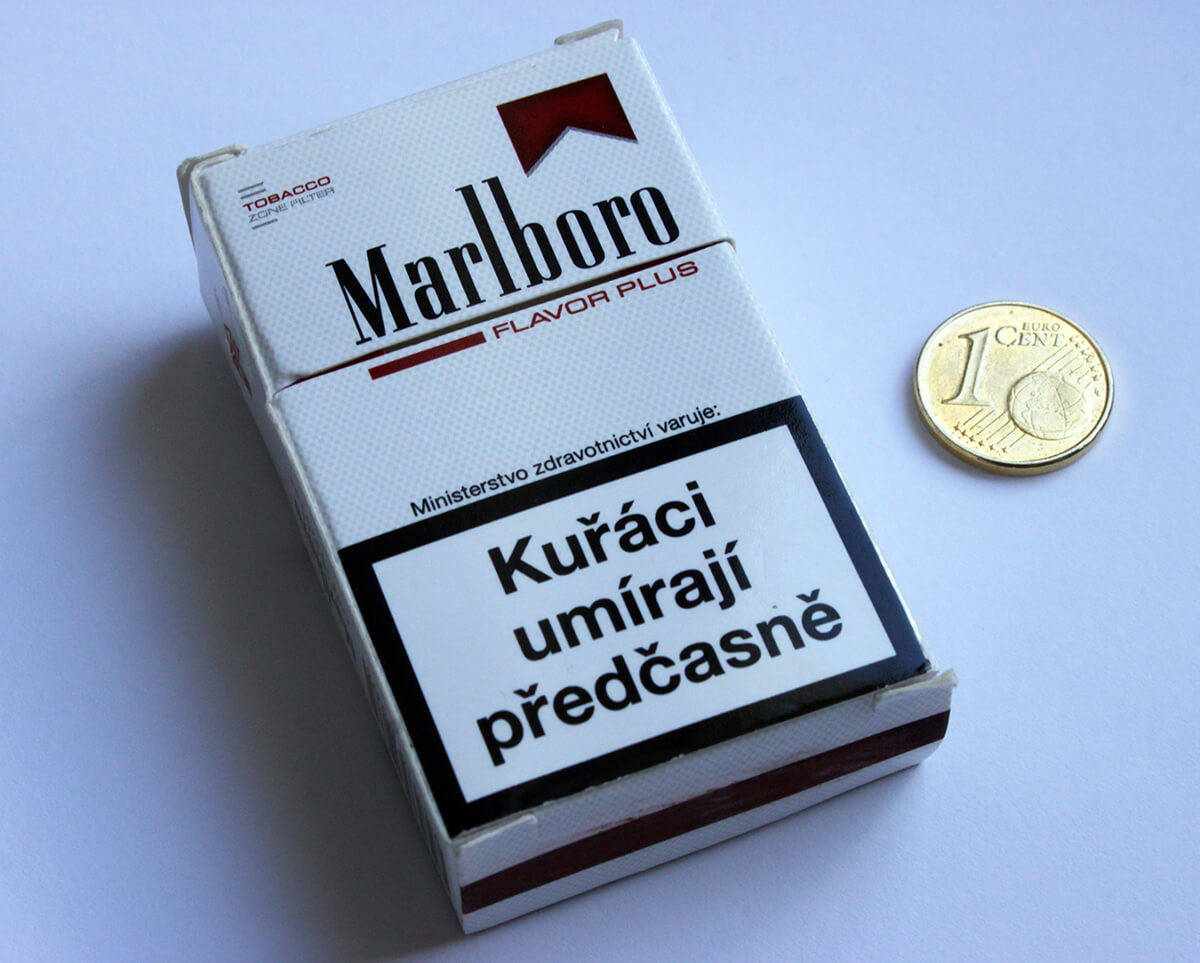 TOBACCO
ZONE FILTER
Marlboro
FLAVOR PLUS
Ministerstvo zdravotnictví varuje:
Kuřáci
umírají
předčasně
1
EURO
CENT